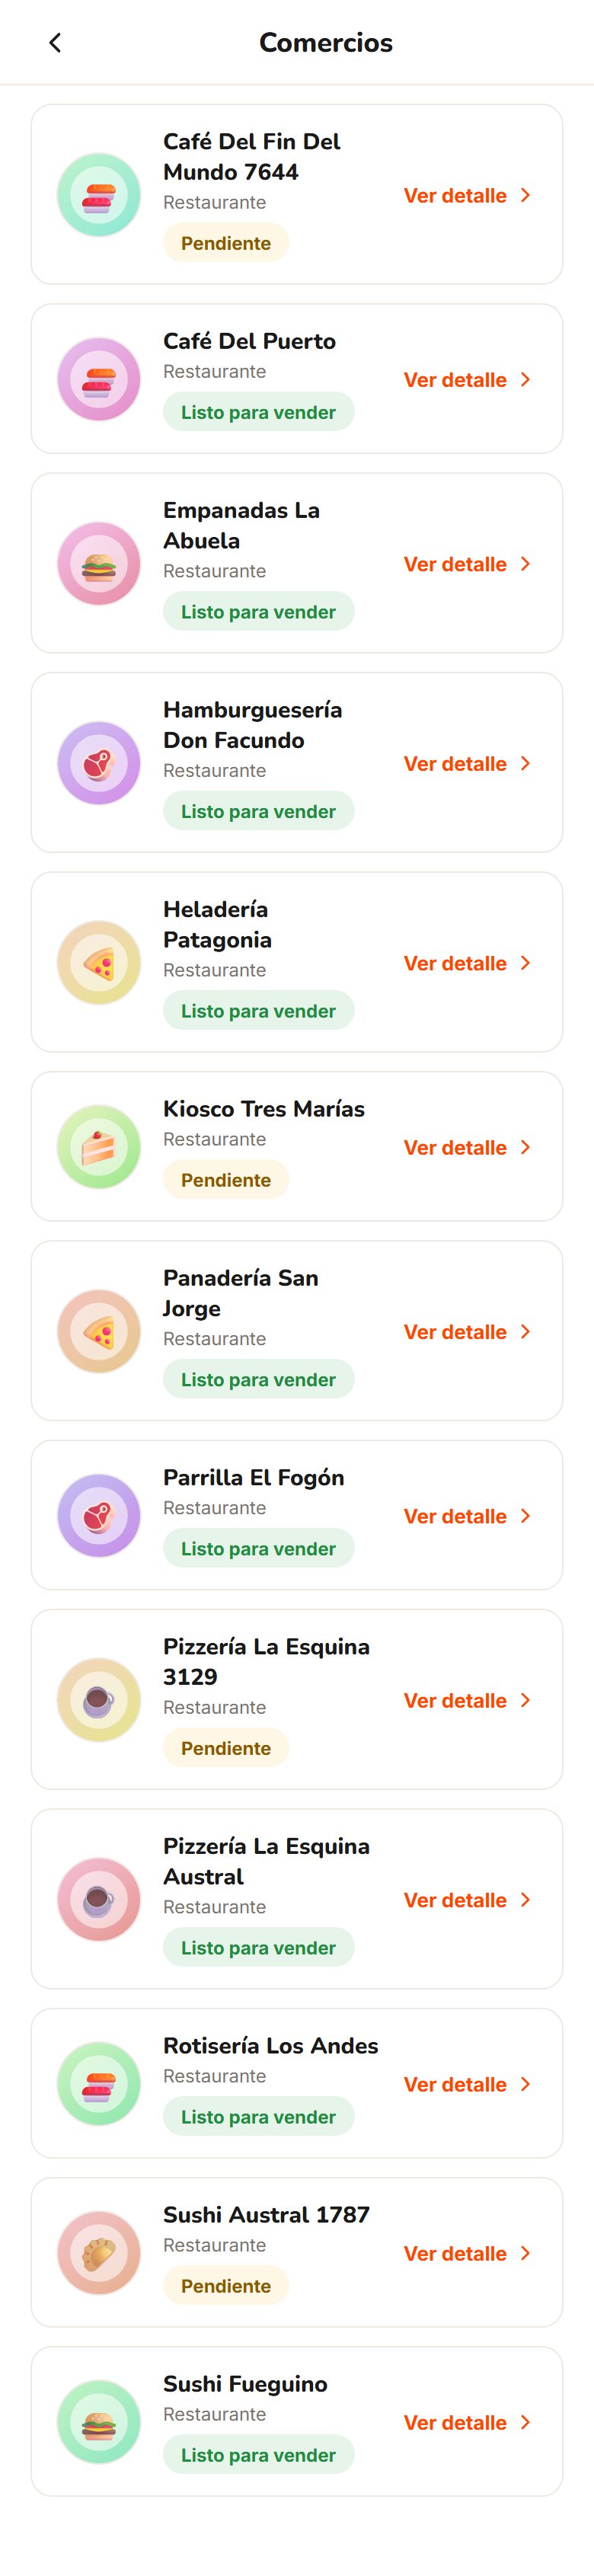 Comercios
Café Del Fin Del
Mundo 7644
Restaurante
Pendiente
Ver detalle
Café Del Puerto
Restaurante
Listo para vender
Ver detalle
Empanadas La
Abuela
Restaurante
Listo para vender
Ver detalle
Hamburguesería
Don Facundo
Restaurante
Listo para vender
Ver detalle
Heladería
Patagonia
Restaurante
Listo para vender
Ver detalle
Kiosco Tres Marías
Restaurante
Pendiente
Ver detalle
Panadería San
Jorge
Restaurante
Listo para vender
Ver detalle
Parrilla El Fogón
Restaurante
Listo para vender
Ver detalle
Pizzería La Esquina
3129
Restaurante
Pendiente
Ver detalle
Pizzería La Esquina
Austral
Restaurante
Listo para vender
Ver detalle
Rotisería Los Andes
Restaurante
Listo para vender
Ver detalle
Sushi Austral 1787
Restaurante
Pendiente
Ver detalle
Sushi Fueguino
Restaurante
Listo para vender
Ver detalle